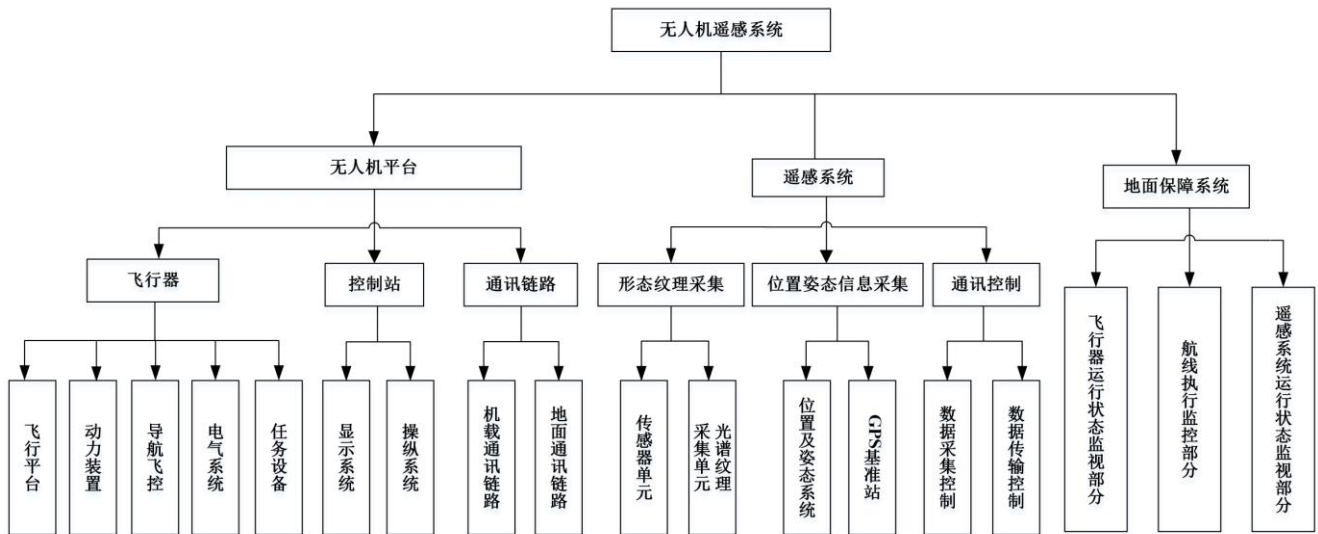 无人机遥感系统
无人机平台
遥感系统
地面保障系统
飞行器
控制站
通讯链路
形态纹理采集
位置姿态信息采集
通讯控制
飞行平台
动力装置
导航飞控
电气系统
任务设备
显示系统
操纵系统
机载通讯链路
地面通讯链路
传感器单元
光谱纹理
采集单元
位置及姿态系统
GPS基准站
数据采集控制
数据传输控制
飞行器运行状态监视部分
航线执行监控部分
遥感系统运行状态监视部分